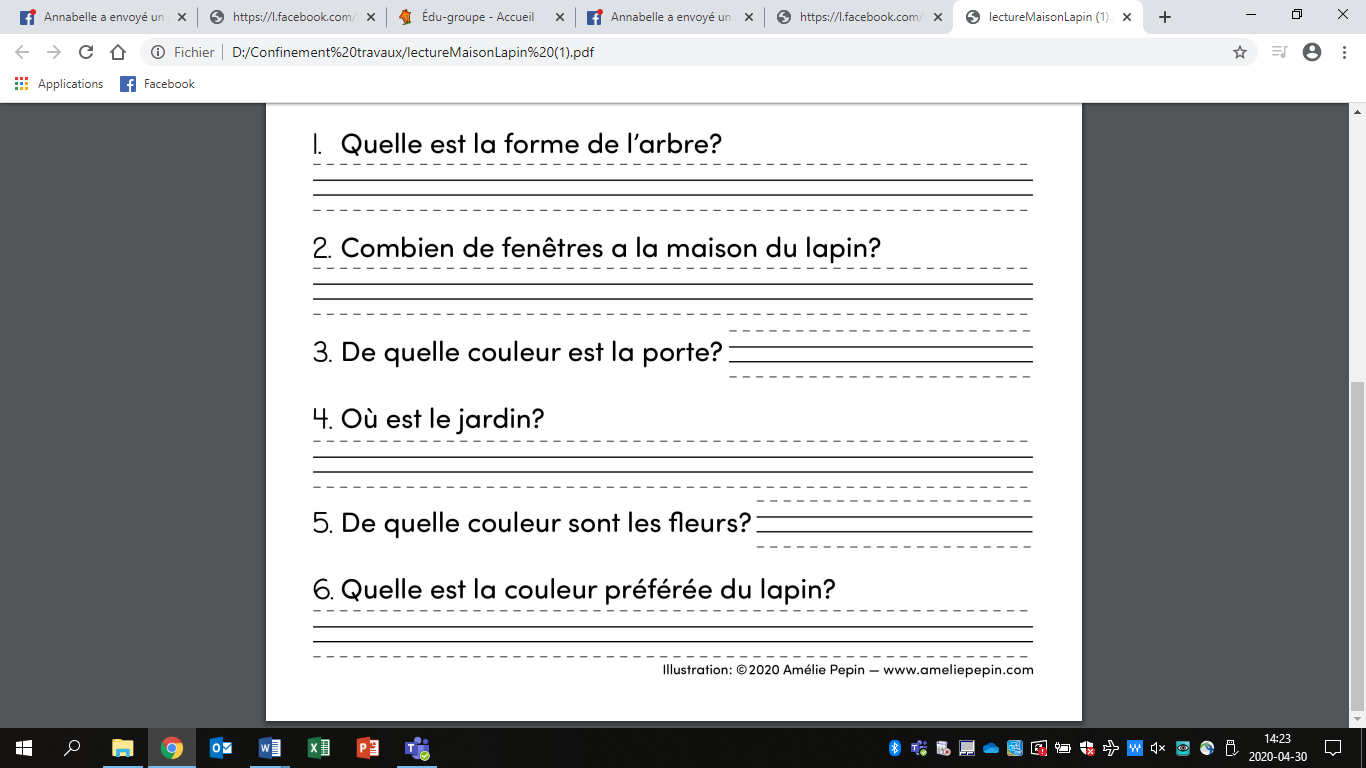 Annabelle a envoyé un
https://l.facebook.com/
Édu-groupe - Accueil
Annabelle a envoyé un
https://l.facebook.com/
lectureMaisonLapin (1).
Fichier
D:/Confinement%20travaux/lectureMaisonLapin%20(1).pdf
Applications
Facebook
1. Quelle est la forme de l'arbre?
2. Combien de fenêtres a la maison du lapin?
3. De quelle couleur est la porte?
4. Où est le jardin?
5. De quelle couleur sont les fleurs?
6. Quelle est la couleur préférée du lapin?
Illustration: ©2020 Amélie Pepin — www.ameliepepin.com
14:23
2020-04-30